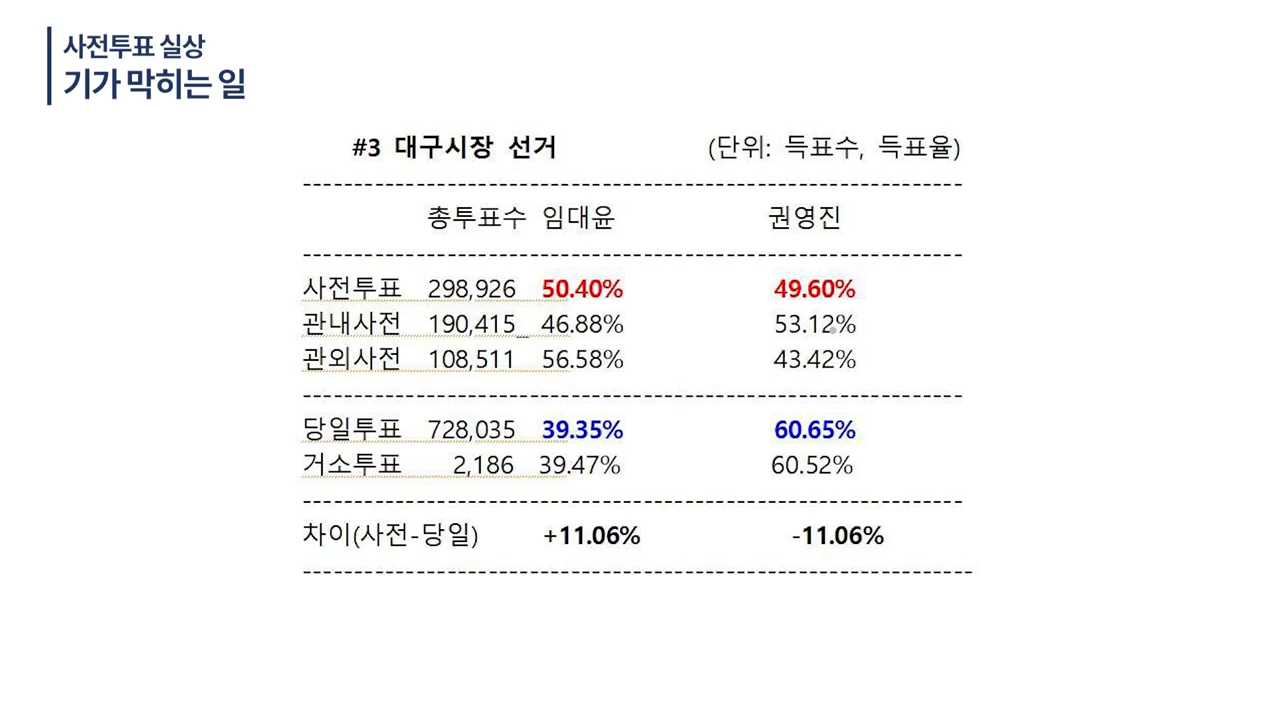 사전투표 실상
기가 막히는 일
#3 대구시장 선거 (단위: 득표수, 득표율)
총투표수 임대윤 권영진
사전투표 298,926 50.40% 49.60%
관내사전 190,415 46.88% 53.12%
관외사전 108,511 56.58% 43.42%
당일투표 728,035 39.35% 60.65%
거소투표 2,186 39.47% 60.52%
차이(사전-당일) +11.06% -11.06%